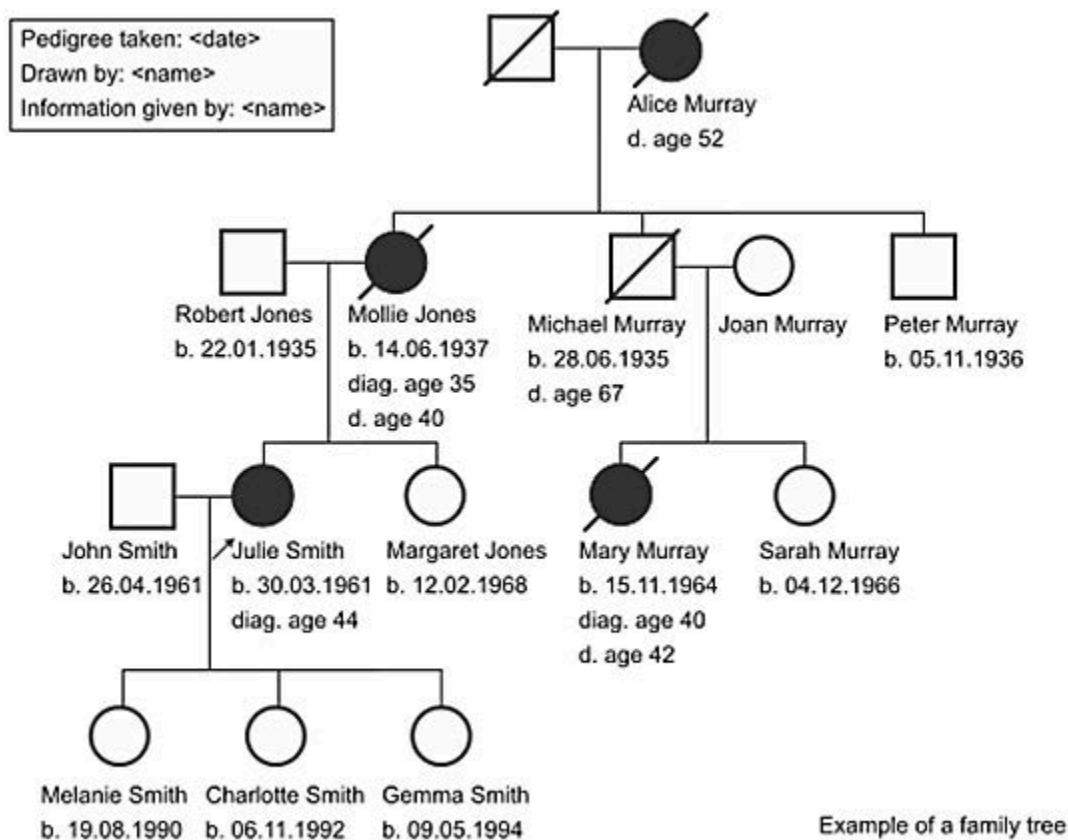 Pedigree taken: <date>
Drawn by: <name>
Information given by: <name>
Alice Murray
d. age 52
Robert Jones
b. 22.01.1935
Mollie Jones
b. 14.06.1937
diag. age 35
d. age 40
Michael Murray
b. 28.06.1935
d. age 67
Joan Murray
Peter Murray
b. 05.11.1936
John Smith
b. 26.04.1961
Julie Smith
b. 30.03.1961
diag. age 44
Margaret Jones
b. 12.02.1968
Mary Murray
b. 15.11.1964
diag. age 40
d. age 42
Sarah Murray
b. 04.12.1966
Melanie Smith
b. 19.08.1990
Charlotte Smith
b. 06.11.1992
Gemma Smith
b. 09.05.1994
Example of a family tree